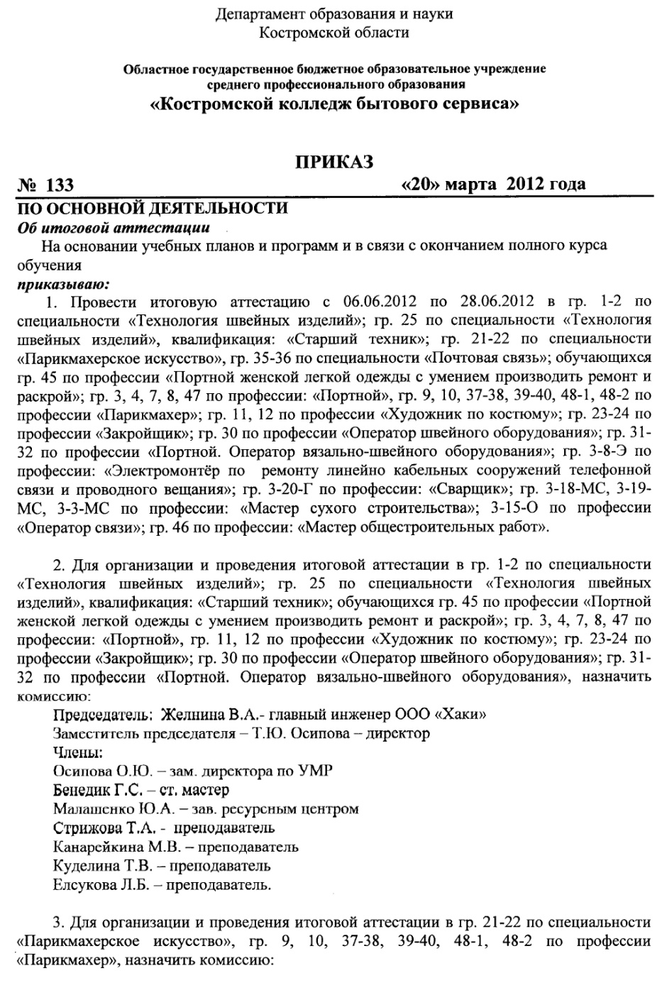 Департамент образования и науки
Костромской области
Областное государственное бюджетное образовательное учреждение
среднего профессионального образования
«Костромской колледж бытового сервиса»
ПРИКАЗ
№ 133 «20» марта 2012 года
ПО ОСНОВНОЙ ДЕЯТЕЛЬНОСТИ
Об итоговой аттестации
На основании учебных планов и программ и в связи с окончанием полного курса
обучения
приказываю:
1. Провести итоговую аттестацию с 06.06.2012 по 28.06.2012 в гр. 1-2 по
специальности «Технология швейных изделий»; гр. 25 по специальности «Технология
швейных изделий», квалификация: «Старший техник»; гр. 21-22 по специальности
«Парикмахерское искусство», гр. 35-36 по специальности «Почтовая связь»; обучающихся
гр. 45 по профессии «Портной женской легкой одежды с умением производить ремонт и
раскрой»; гр. 3, 4, 7, 8, 47 по профессии: «Портной», гр. 9, 10, 37-38, 39-40, 48-1, 48-2 по
профессии «Парикмахер»; гр. 11, 12 по профессии «Художник по костюму»; гр. 23-24 по
профессии «Закройщик»; гр. 30 по профессии «Оператор швейного оборудования»; гр. 31-
32 по профессии «Портной. Оператор вязально-швейного оборудования»; гр. 3-8-Э по
профессии: «Электромонтёр по ремонту линейно кабельных сооружений телефонной
связи и проводного вещания»; гр. 3-20-Г по профессии: «Сварщик»; гр. 3-18-МС, 3-19-
МС, 3-3-МС по профессии: «Мастер сухого строительства»; 3-15-О по профессии
«Оператор связи»; гр. 46 по профессии: «Мастер общестроительных работ».
2. Для организации и проведения итоговой аттестации в гр. 1-2 по специальности
«Технология швейных изделий»; гр. 25 по специальности «Технология швейных
изделий», квалификация: «Старший техник»; обучающихся гр. 45 по профессии «Портной
женской легкой одежды с умением производить ремонт и раскрой»; гр. 3, 4, 7, 8, 47 по
профессии: «Портной», гр. 11, 12 по профессии «Художник по костюму»; гр. 23-24 по
профессии «Закройщик»; гр. 30 по профессии «Оператор швейного оборудования»; гр. 31-
32 по профессии «Портной. Оператор вязально-швейного оборудования», назначить
комиссию:
Председатель: Желнина В.А.- главный инженер ООО «Хаки»
Заместитель председателя – Т.Ю. Осипова – директор
Члены:
Осипова О.Ю. – зам. директора по УМР
Бенедик Г.С. – ст. мастер
Малашенко Ю.А. – зав. ресурсным центром
Стрижова Т.А. - преподаватель
Канарейкина М.В. – преподаватель
Куделина Т.В. – преподаватель
Елсукова Л.Б. – преподаватель.
3. Для организации и проведения итоговой аттестации в гр. 21-22 по специальности
«Парикмахерское искусство», гр. 9, 10, 37-38, 39-40, 48-1, 48-2 по профессии
«Парикмахер», назначить комиссию: